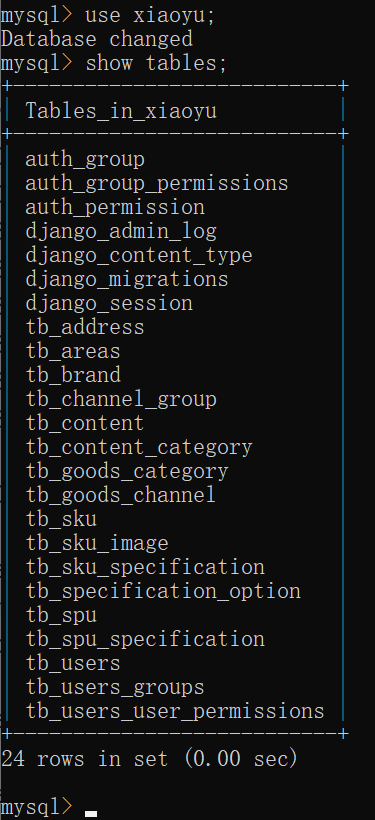 mysql> use xiaoyu;
Database changed
mysql> show tables;
+---------------------------+
| Tables_in_xiaoyu |
+---------------------------+
| auth_group |
| auth_group_permissions |
| auth_permission |
| django_admin_log |
| django_content_type |
| django_migrations |
| django_session |
| tb_address |
| tb_areas |
| tb_brand |
| tb_channel_group |
| tb_content |
| tb_content_category |
| tb_goods_category |
| tb_goods_channel |
| tb_sku |
| tb_sku_image |
| tb_sku_specification |
| tb_specification_option |
| tb_spu |
| tb_spu_specification |
| tb_users |
| tb_users_groups |
| tb_users_user_permissions |
+---------------------------+
24 rows in set (0.00 sec)
mysql>